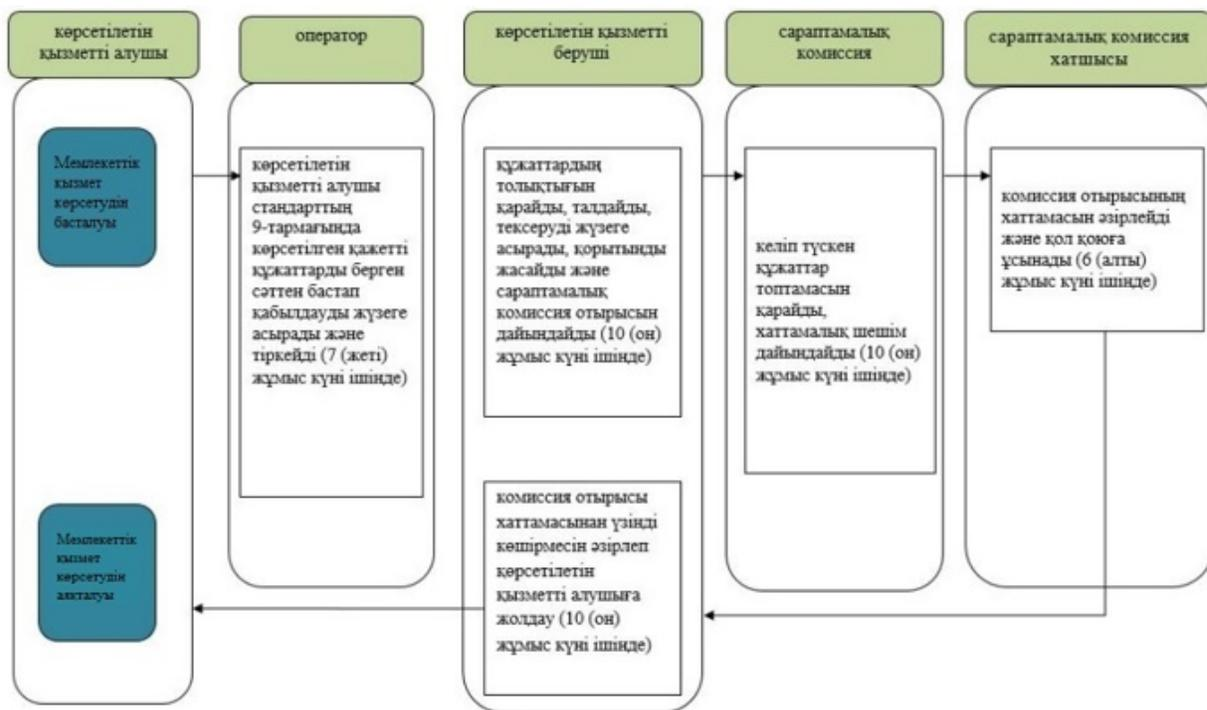 көрсетілетін
қызметті алушы
оператор
көрсетілетін қызметті
беруші
сараптамалық
комиссия
сараптамалық комиссия
хатшысы
Мемлекеттік
қызмет
көрсетудің
басталуы
көрсетілетін
қызметті алушы
стандарттың
9-тармағында
көрсетілген қажетті
құжаттарды берген
сәттен бастап
қабылдауды жүзеге
асырады және
тіркейді (7 (жеті)
жұмыс күні ішінде)
құжаттардың
толықтығын
қарайды, талдайды,
тексеруді жүзеге
асырады, қорытынды
жасайды және
сараптамалық
комиссия отырысын
дайындайды (10 (он)
жұмыс күні ішінде)
келіп түскен
құжаттар
топтамасын
қарайды,
хаттамалық шешім
дайындайды (10 (он)
жұмыс күні ішінде)
комиссия отырысының
хаттамасын әзірлейді
және қол қоюға
ұсынады (6 (алты)
жұмыс күні ішінде)
Мемлекеттік
қызмет
көрсетудің
аяқталуы
комиссия отырысы
хаттамасынан үзінді
көшірмесін әзірлеп
көрсетілетін
қызметті алушыға
жолдау (10 (он)
жұмыс күні ішінде)